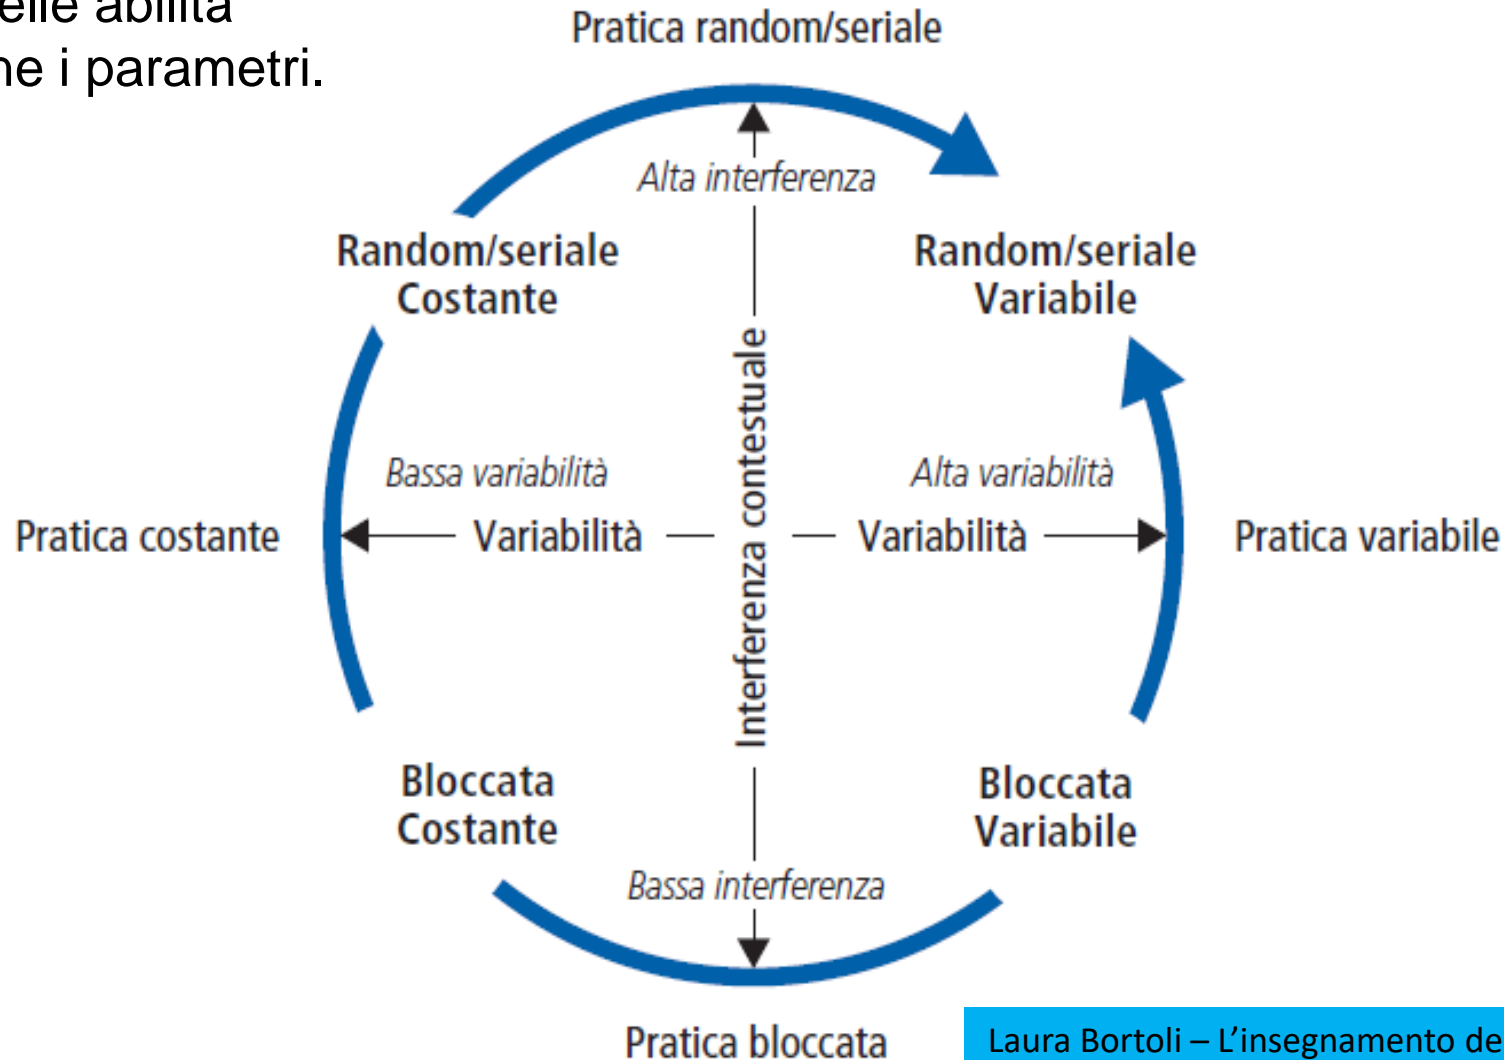 elle abilità
ne i parametri.
Pratica random/seriale
Alta interferenza
Random/seriale
Costante
Random/seriale
Variabile
Interferenza contestuale
Bassa variabilità
Alta variabilità
Pratica costante
Variabilità
Variabilità
Pratica variabile
Bloccata
Costante
Bloccata
Variabile
Bassa interferenza
Pratica bloccata
Laura Bortoli – L’insegnamento de